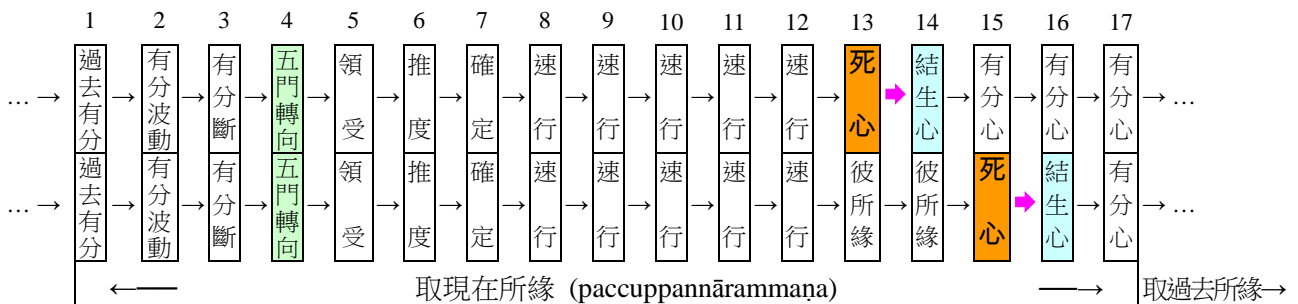 1 2 3 4 5 6 7 8 9 10 11 12 13 14 15 16 17
… → 過去有分 → 有分波動 → 有分斷 → 五門轉向 → 領受 → 推度 → 確定 → 速行 → 速行 → 速行 → 速行 → 速行 → 死心 → 結生心 → 有分心 → 有分心 → 有分心 → …
… → 過去有分 → 有分波動 → 有分斷 → 五門轉向 → 領受 → 推度 → 確定 → 速行 → 速行 → 速行 → 速行 → 速行 → 彼所緣 → 彼所緣 → 死心 → 結生心 → 有分心 → …
←── 取現在所緣 (paccuppannārammaṇa) ──→ 取過去所緣→